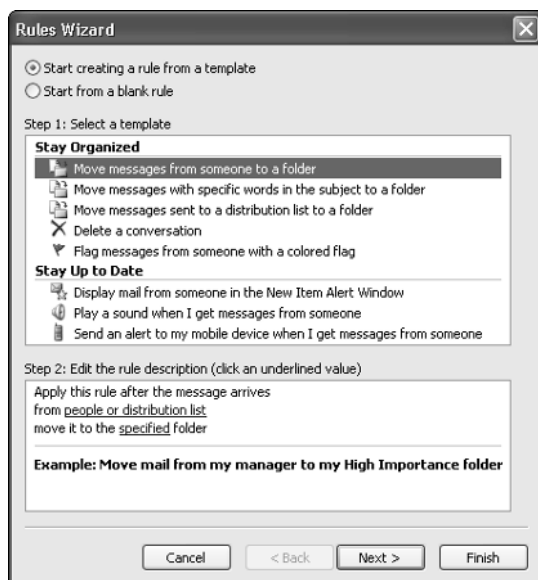 Rules Wizard
Start creating a rule from a template
Start from a blank rule
Step 1: Select a template
Stay Organized
Move messages from someone to a folder
Move messages with specific words in the subject to a folder
Move messages sent to a distribution list to a folder
Delete a conversation
Flag messages from someone with a colored flag
Stay Up to Date
Display mail from someone in the New Item Alert Window
Play a sound when I get messages from someone
Send an alert to my mobile device when I get messages from someone
Step 2: Edit the rule description (click an underlined value)
Apply this rule after the message arrives
from people or distribution list
move it to the specified folder
Example: Move mail from my manager to my High Importance folder
Cancel < Back Next > Finish